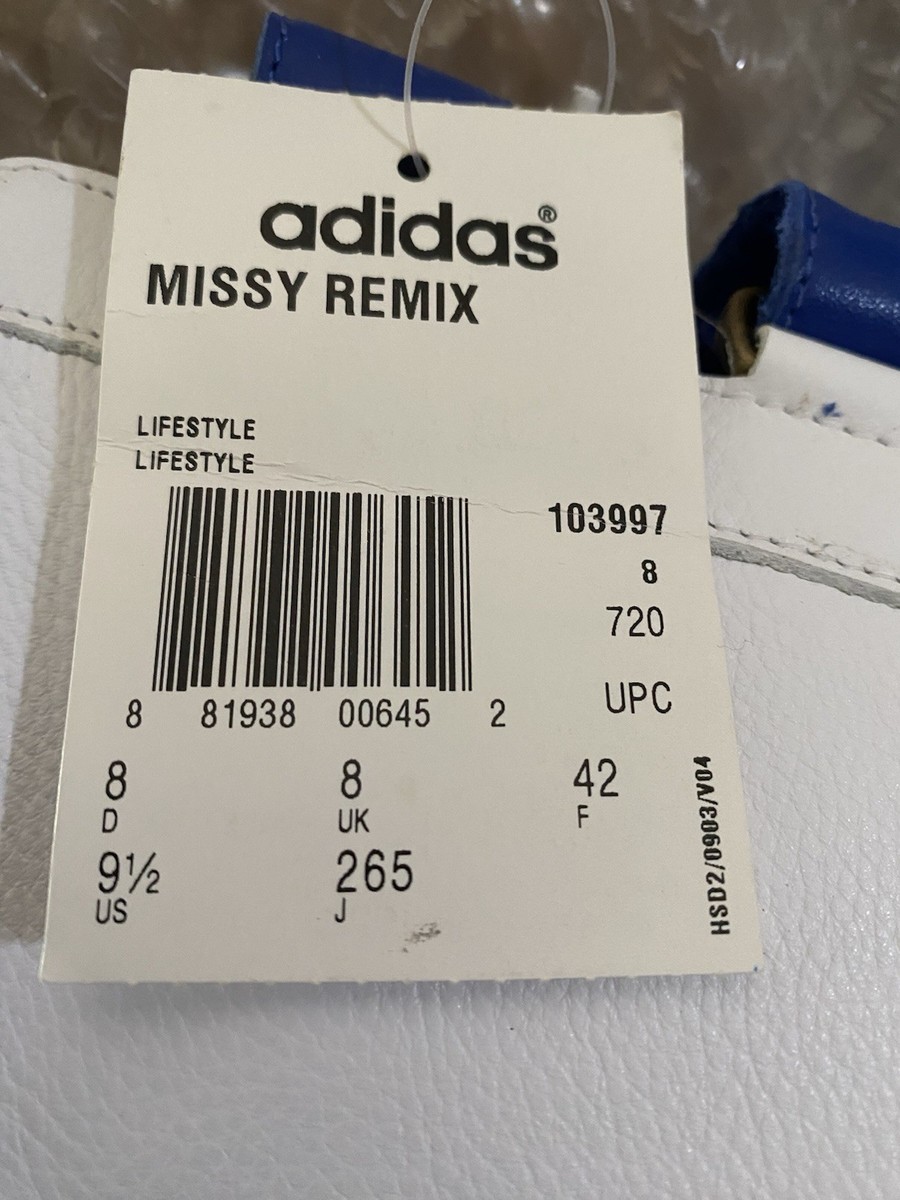 adidas®
MISSY REMIX
LIFESTYLE
LIFESTYLE
103997
8
720
UPC
8 81938 00645 2
8 8 42
D UK F
9½ 265
US J
HSD2/0903/V04